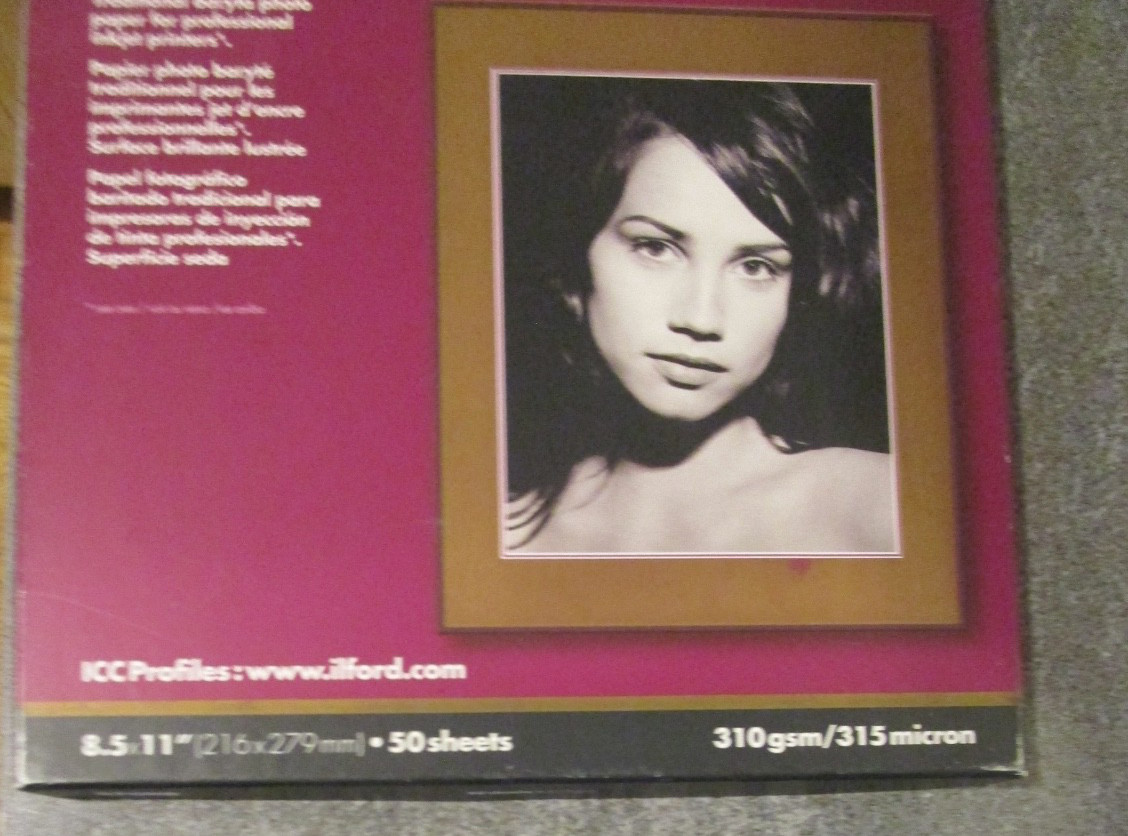 traditional baryta photo
paper for professional
inkjet printers*.
Papier photo baryté
traditionnel pour les
imprimantes jet d'encre
professionnelles*.
Surface brillante lustrée
Papel fotográfico
baritado tradicional para
impresoras de inyección
de tinta profesionales*.
Superficie seda
ICC Profiles: www.ilford.com
8.5x11" (216x279mm) • 50 sheets
310gsm/315micron